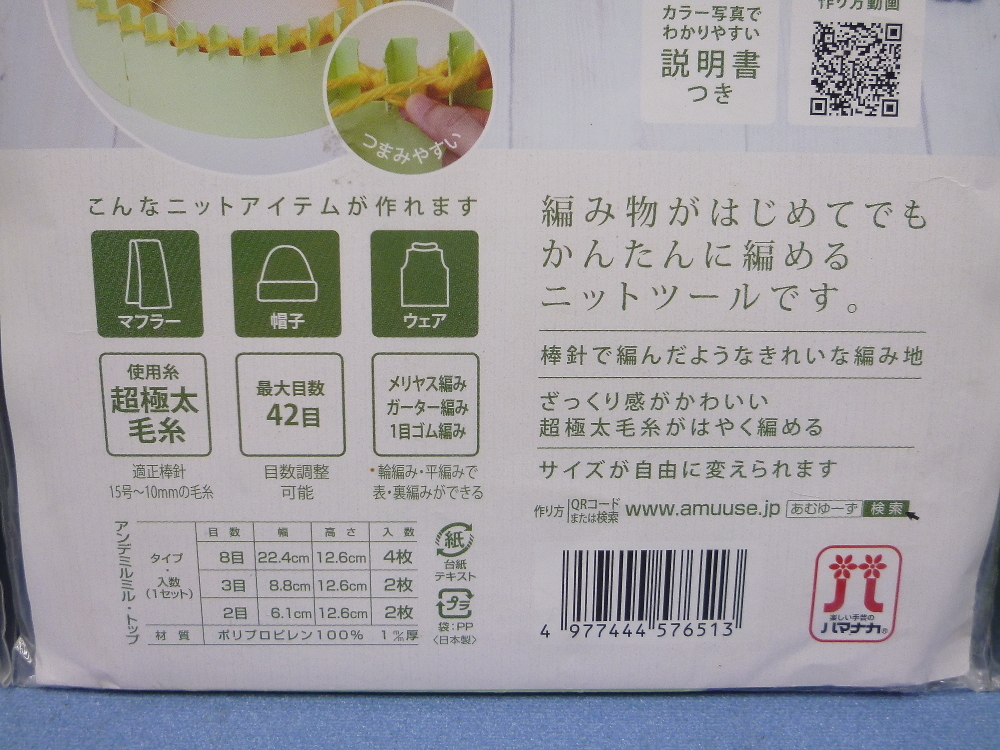 カラー写真で
わかりやすい
説明書
つき
作り方動画
つまみやすい
こんなニットアイテムが作れます
マフラー
帽子
ウェア
使用糸
超極太
毛糸
適正棒針
15号〜10mmの毛糸
最大目数
42目
目数調整
可能
メリヤス編み
ガーター編み
1目ゴム編み
・輪編み・平編みで
表・裏編みができる
編み物がはじめてでも
かんたんに編める
ニットツールです。
棒針で編んだようなきれいな編み地
ざっくり感がかわいい
超極太毛糸がはやく編める
サイズが自由に変えられます
作り方 QRコード または検索 www.amuuse.jp あむゆーず 検索
アンデミルミル・トップ
目数 幅 高さ 入数
タイプ・入数(1セット)
8目 22.4cm 12.6cm 4枚
3目 8.8cm 12.6cm 2枚
2目 6.1cm 12.6cm 2枚
材質 ポリプロピレン100% 1㎜厚
紙
台紙
テキスト
プラ
袋:PP
〈日本製〉
4 977444 576513
楽しい手芸の
ハマナカ®